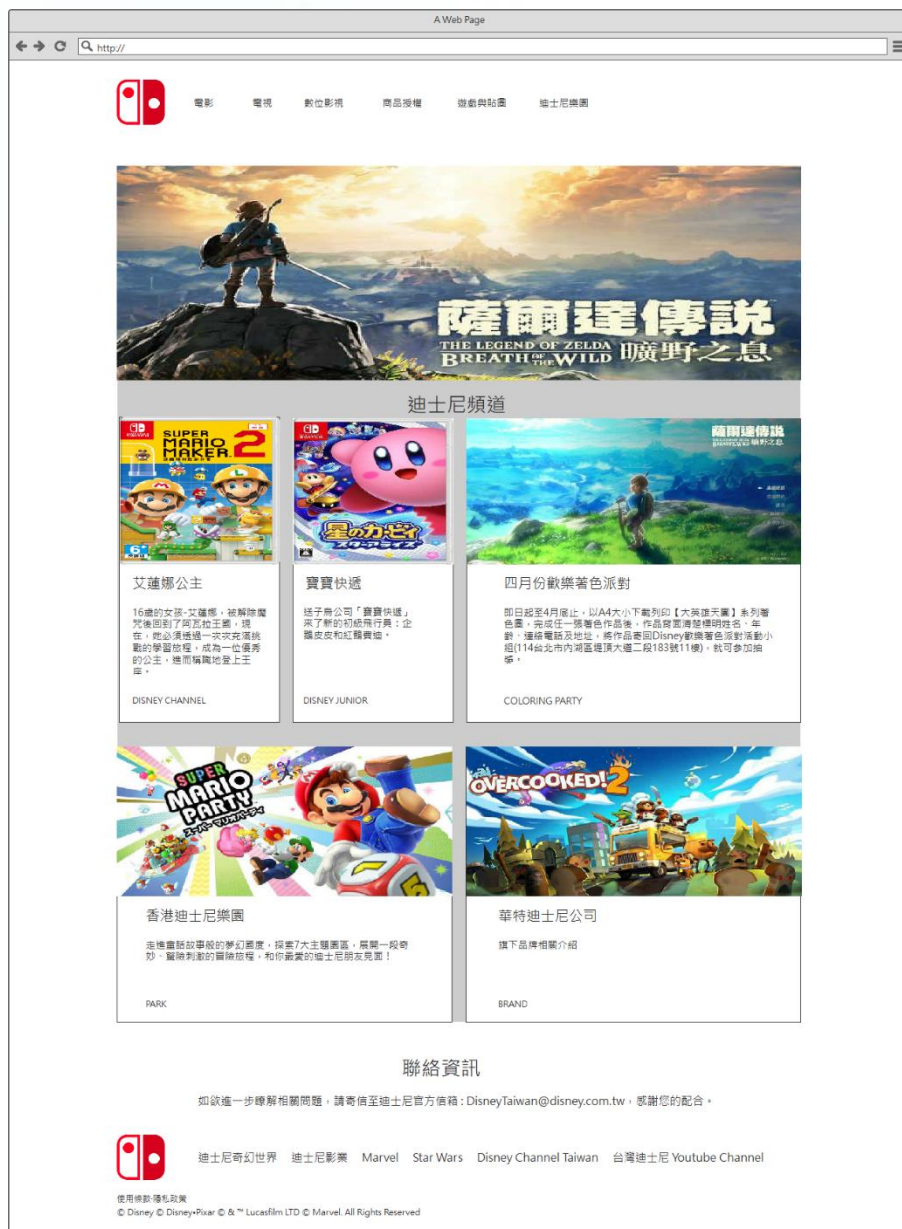 A Web Page
http://
電影 電視 數位影視 商品授權 遊戲與貼圖 迪士尼樂園
薩爾達傳說
THE LEGEND OF ZELDA
BREATH OF THE WILD 曠野之息
迪士尼頻道
SUPER
MARIO
MAKER 2
星のカービィ
スターアライズ
薩爾達傳說
曠野之息
艾蓮娜公主
16歲的女孩-艾蓮娜，被解除魔
咒後回到了阿瓦拉王國，現
在，她必須透過一次次充滿挑
戰的學習旅程，成為一位優秀
的公主，進而稱職地登上王
座。
DISNEY CHANNEL
寶寶快遞
送子鳥公司「寶寶快遞」
來了新的初級飛行員：企
鵝皮皮和紅鶴費迪。
DISNEY JUNIOR
四月份歡樂著色派對
即日起至4月底止，以A4大小下載列印【大英雄天團】系列著
色圖，完成任一張著色作品後，作品背面清楚標明姓名、年
齡、連絡電話及地址，將作品寄回Disney歡樂著色派對活動小
組(114台北市內湖區堤頂大道二段183號11樓)，就可參加抽
獎。
COLORING PARTY
SUPER
MARIO
PARTY
スーパー マリオパーティ
OVERCOOKED! 2
香港迪士尼樂園
走進童話故事般的夢幻國度，探索7大主題園區，展開一段奇
妙、驚險刺激的冒險旅程，和你最愛的迪士尼朋友見面！
PARK
華特迪士尼公司
旗下品牌相關介紹
BRAND
聯絡資訊
如欲進一步瞭解相關問題，請寄信至迪士尼官方信箱 : DisneyTaiwan@disney.com.tw，感謝您的配合。
迪士尼奇幻世界 迪士尼影業 Marvel Star Wars Disney Channel Taiwan 台灣迪士尼 Youtube Channel
使用條款‧隱私政策
© Disney © Disney•Pixar © & ™ Lucasfilm LTD © Marvel. All Rights Reserved